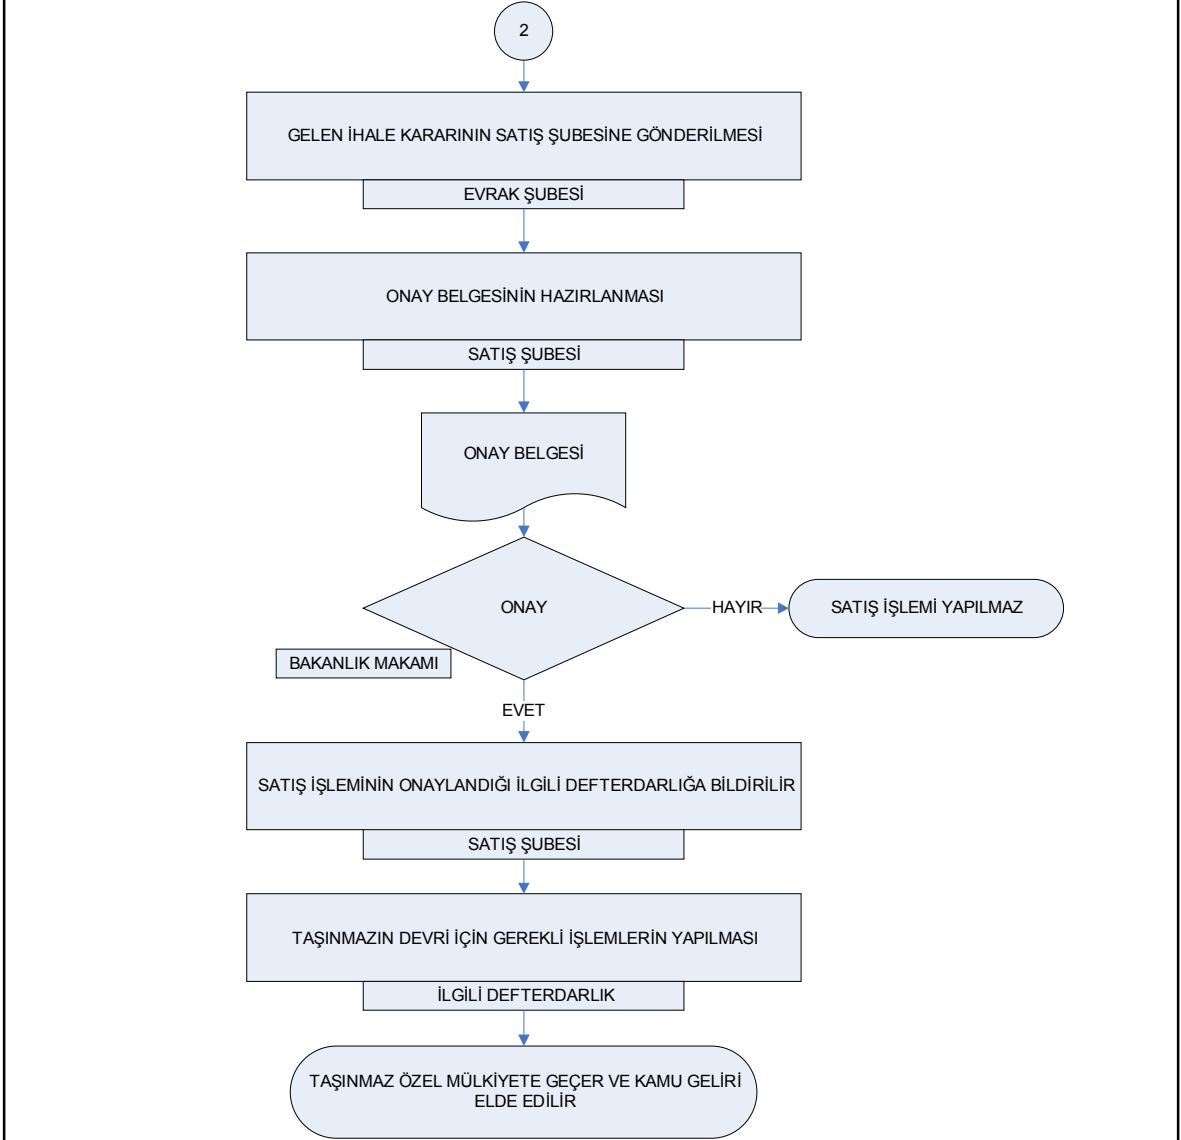 2
GELEN İHALE KARARININ SATIŞ ŞUBESİNE GÖNDERİLMESİ
EVRAK ŞUBESİ
ONAY BELGESİNİN HAZIRLANMASI
SATIŞ ŞUBESİ
ONAY BELGESİ
ONAY
HAYIR
SATIŞ İŞLEMİ YAPILMAZ
BAKANLIK MAKAMI
EVET
SATIŞ İŞLEMİNİN ONAYLANDIĞI İLGİLİ DEFTERDARLIĞA BİLDİRİLİR
SATIŞ ŞUBESİ
TAŞINMAZIN DEVRİ İÇİN GEREKLİ İŞLEMLERİN YAPILMASI
İLGİLİ DEFTERDARLIK
TAŞINMAZ ÖZEL MÜLKİYETE GEÇER VE KAMU GELİRİ
ELDE EDİLİR